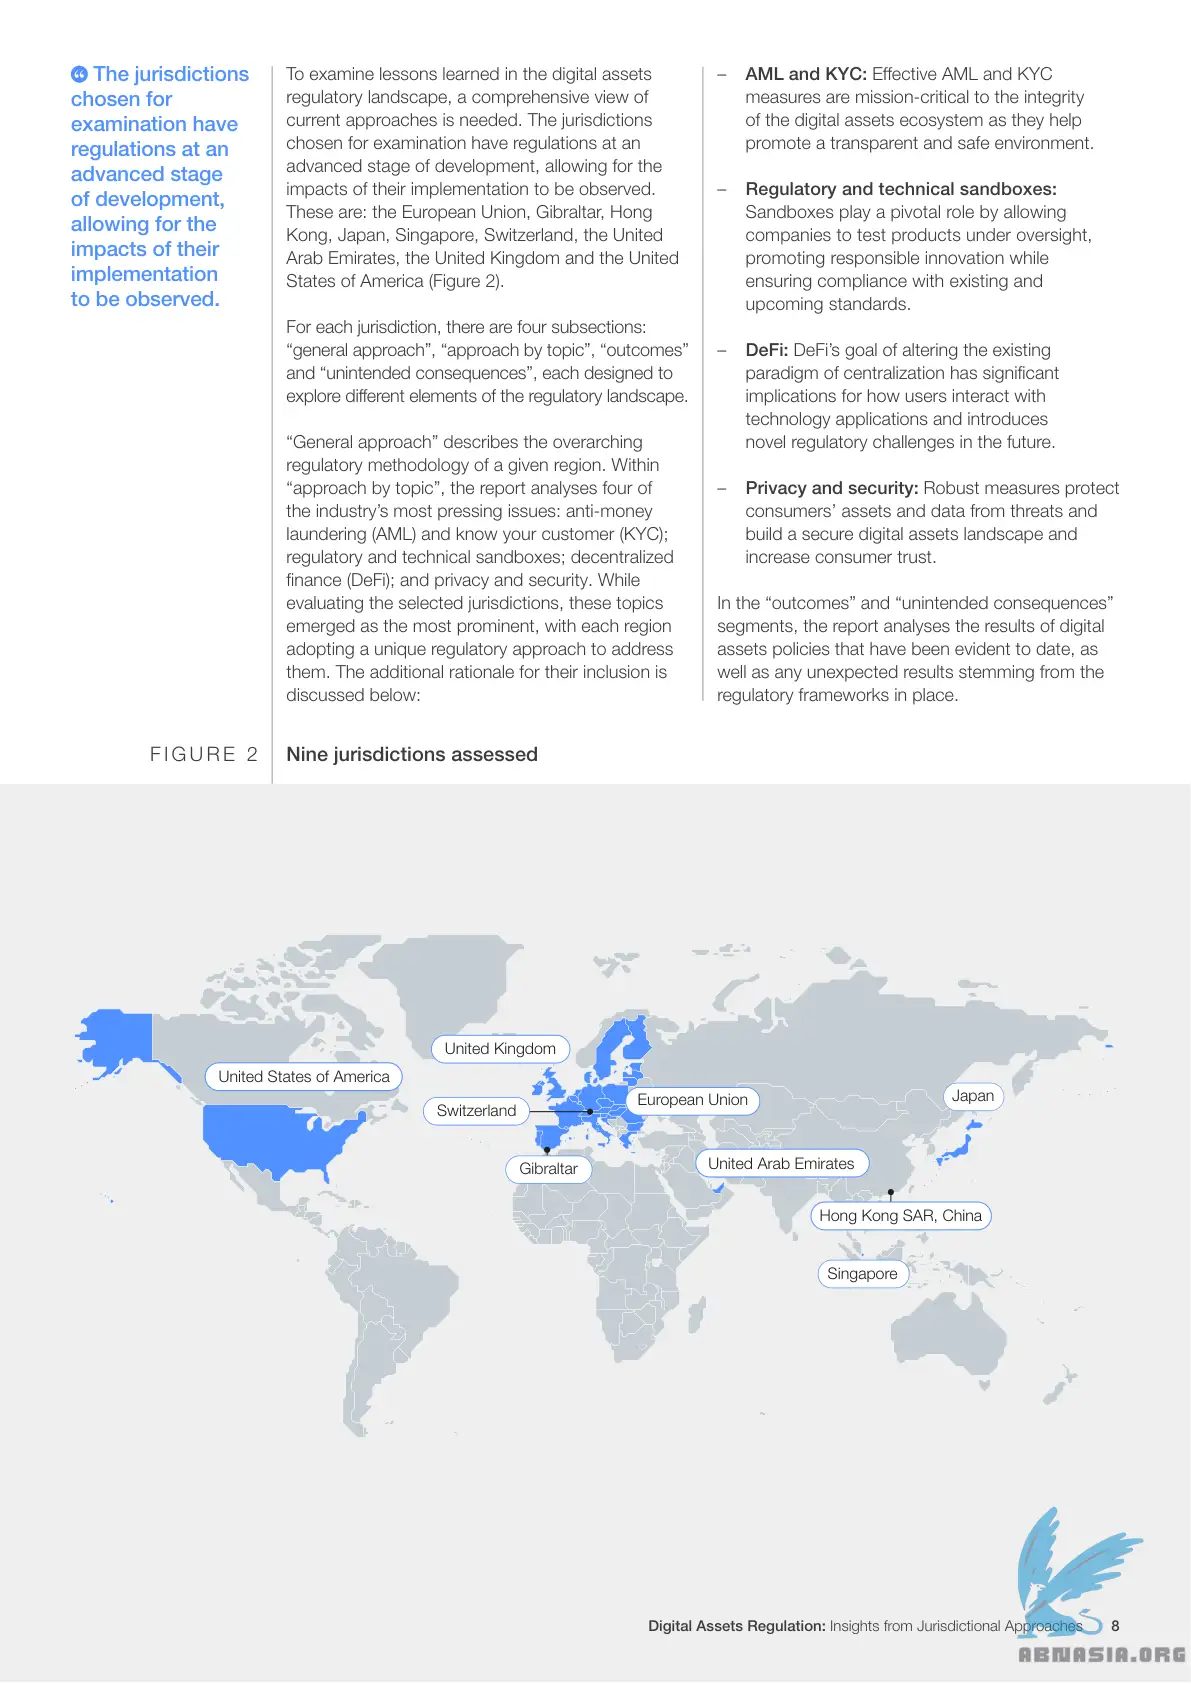 The jurisdictions
chosen for
examination have
regulations at an
advanced stage
of development,
allowing for the
impacts of their
implementation
to be observed.
To examine lessons learned in the digital assets
regulatory landscape, a comprehensive view of
current approaches is needed. The jurisdictions
chosen for examination have regulations at an
advanced stage of development, allowing for the
impacts of their implementation to be observed.
These are: the European Union, Gibraltar, Hong
Kong, Japan, Singapore, Switzerland, the United
Arab Emirates, the United Kingdom and the United
States of America (Figure 2).
For each jurisdiction, there are four subsections:
“general approach”, “approach by topic”, “outcomes”
and “unintended consequences”, each designed to
explore different elements of the regulatory landscape.
“General approach” describes the overarching
regulatory methodology of a given region. Within
“approach by topic”, the report analyses four of
the industry’s most pressing issues: anti-money
laundering (AML) and know your customer (KYC);
regulatory and technical sandboxes; decentralized
finance (DeFi); and privacy and security. While
evaluating the selected jurisdictions, these topics
emerged as the most prominent, with each region
adopting a unique regulatory approach to address
them. The additional rationale for their inclusion is
discussed below:
– AML and KYC: Effective AML and KYC
measures are mission-critical to the integrity
of the digital assets ecosystem as they help
promote a transparent and safe environment.
– Regulatory and technical sandboxes:
Sandboxes play a pivotal role by allowing
companies to test products under oversight,
promoting responsible innovation while
ensuring compliance with existing and
upcoming standards.
– DeFi: DeFi’s goal of altering the existing
paradigm of centralization has significant
implications for how users interact with
technology applications and introduces
novel regulatory challenges in the future.
– Privacy and security: Robust measures protect
consumers’ assets and data from threats and
build a secure digital assets landscape and
increase consumer trust.
In the “outcomes” and “unintended consequences”
segments, the report analyses the results of digital
assets policies that have been evident to date, as
well as any unexpected results stemming from the
regulatory frameworks in place.
FIGURE 2 Nine jurisdictions assessed
United Kingdom
United States of America
European Union
Japan
Switzerland
Gibraltar
United Arab Emirates
Hong Kong SAR, China
Singapore
Digital Assets Regulation: Insights from Jurisdictional Approaches 8
ABNASIA.ORG